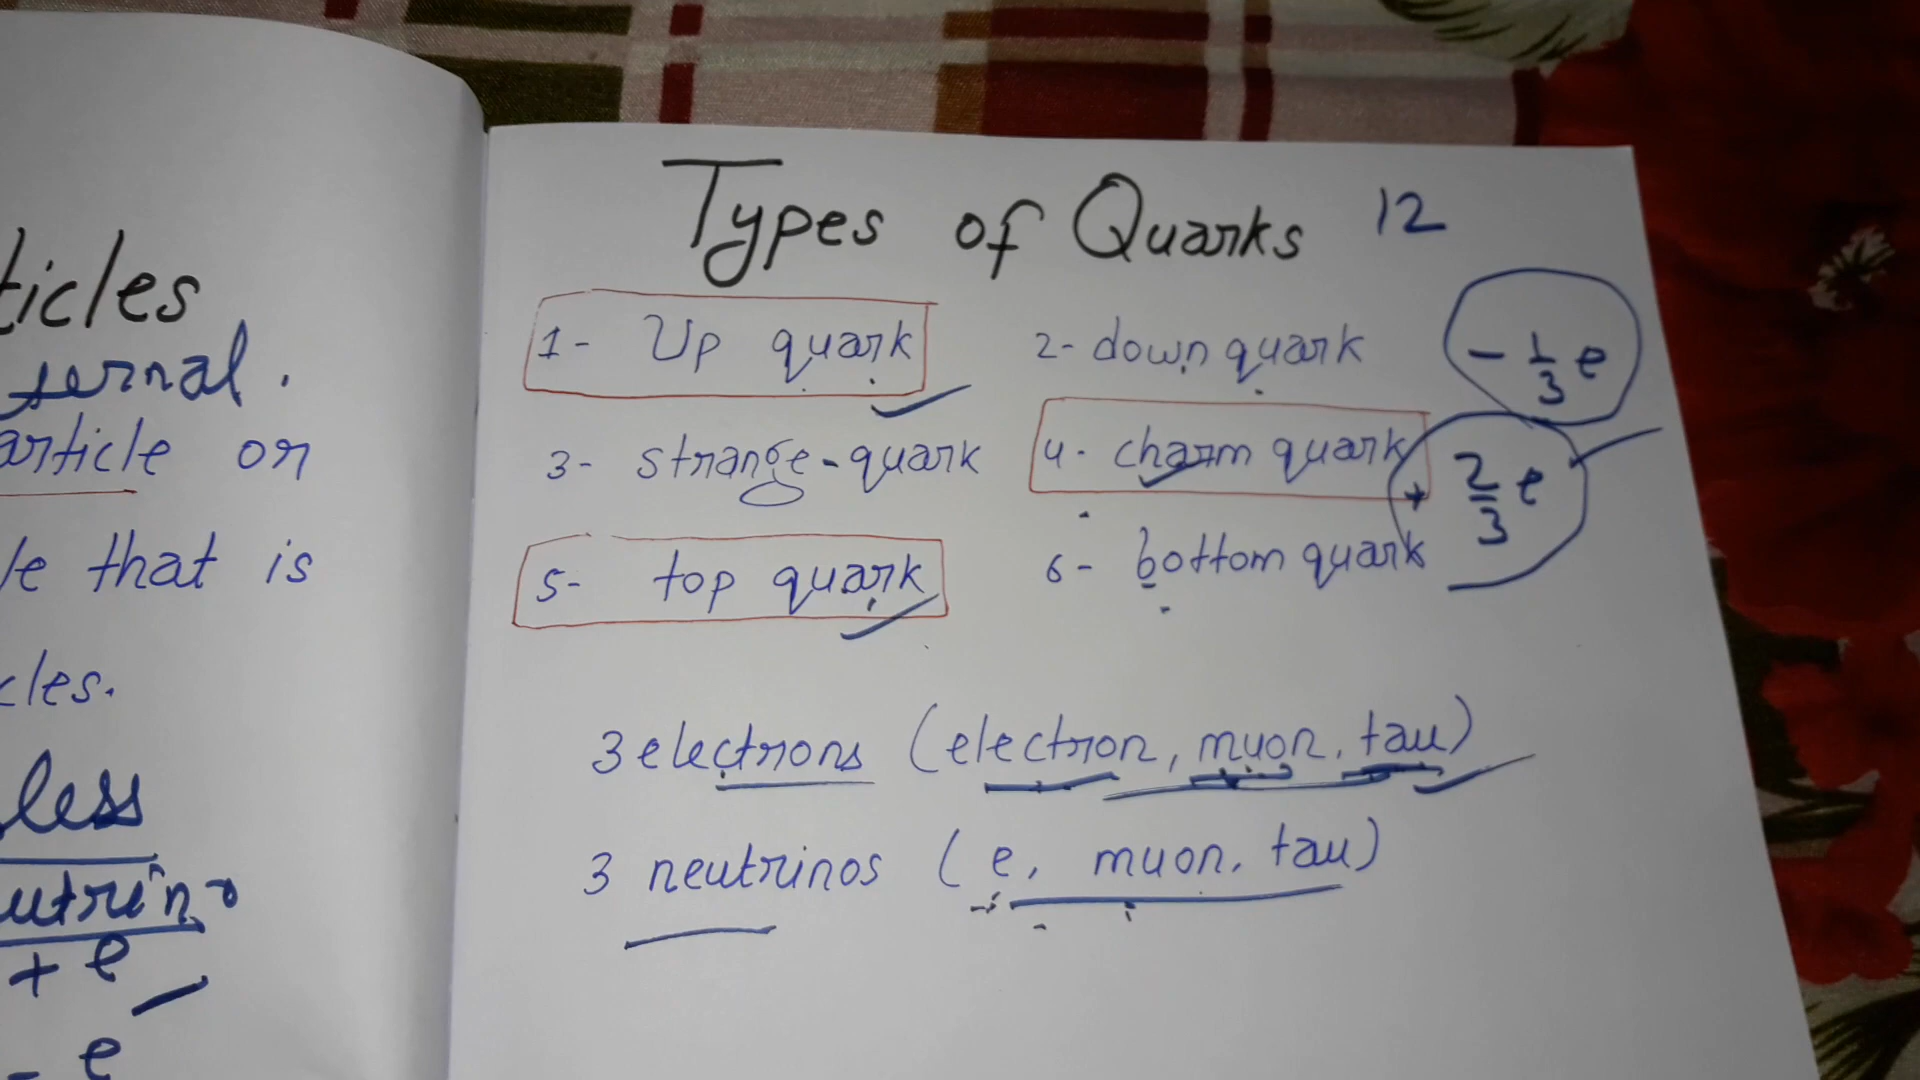 ticles
ternal.
article or
le that is
cles.
less
utrino
+ e
- e
Types of Quarks 12
1- Up quark 2- down quark - 1/3 e
3- strange-quark 4. charm quark + 2/3 e
5- top quark 6- bottom quark
3 electrons (electron, muon, tau)
3 neutrinos (e, muon, tau)